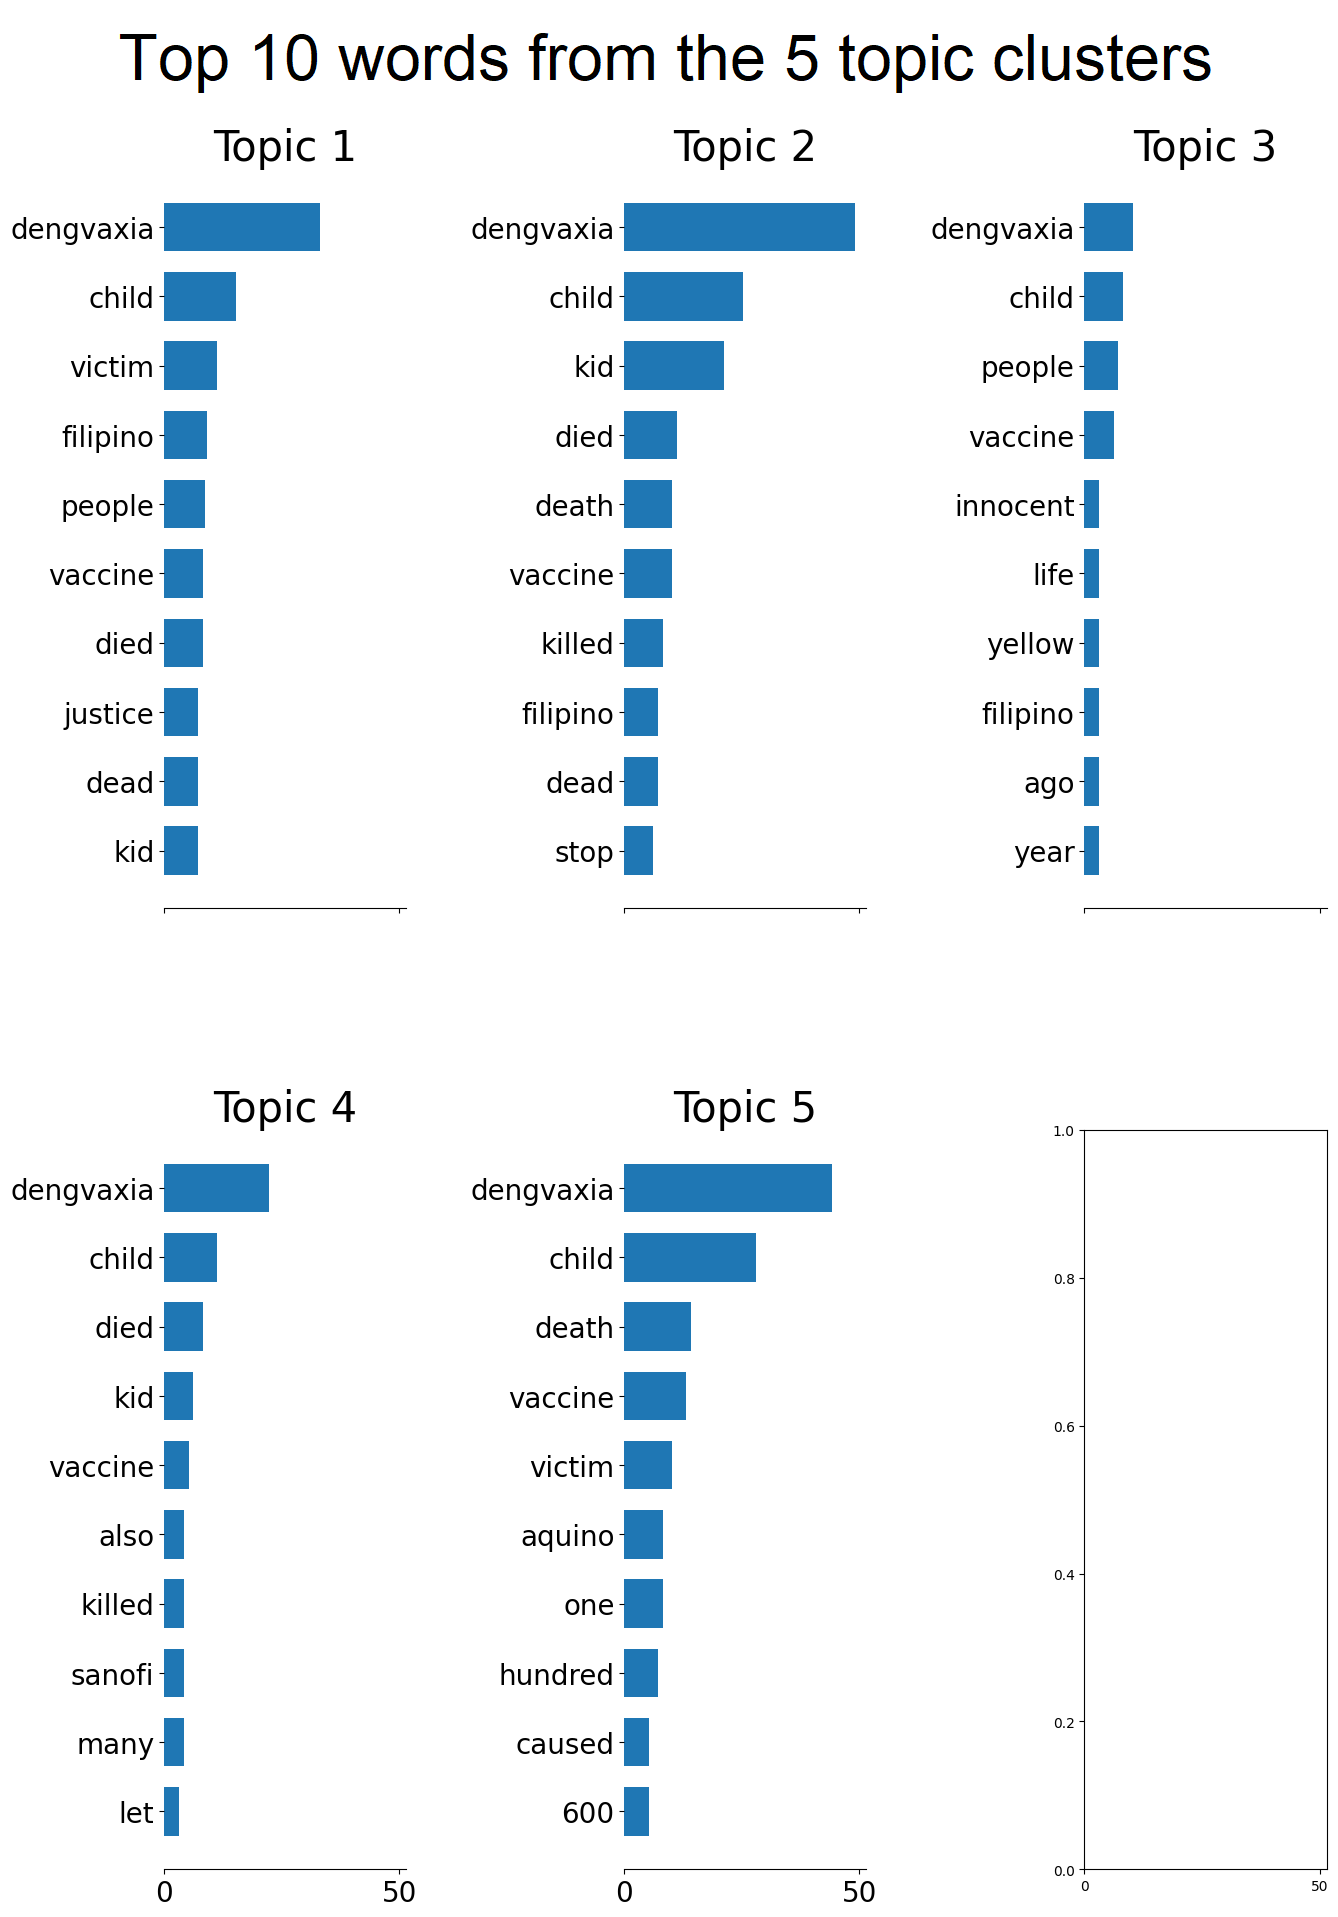 Top 10 words from the 5 topic clusters
Topic 1
dengvaxia
child
victim
filipino
people
vaccine
died
justice
dead
kid
Topic 2
dengvaxia
child
kid
died
death
vaccine
killed
filipino
dead
stop
Topic 3
dengvaxia
child
people
vaccine
innocent
life
yellow
filipino
ago
year
Topic 4
dengvaxia
child
died
kid
vaccine
also
killed
sanofi
many
let
0 50
Topic 5
dengvaxia
child
death
vaccine
victim
aquino
one
hundred
caused
600
0 50
1.0
0.8
0.6
0.4
0.2
0.0
0 50